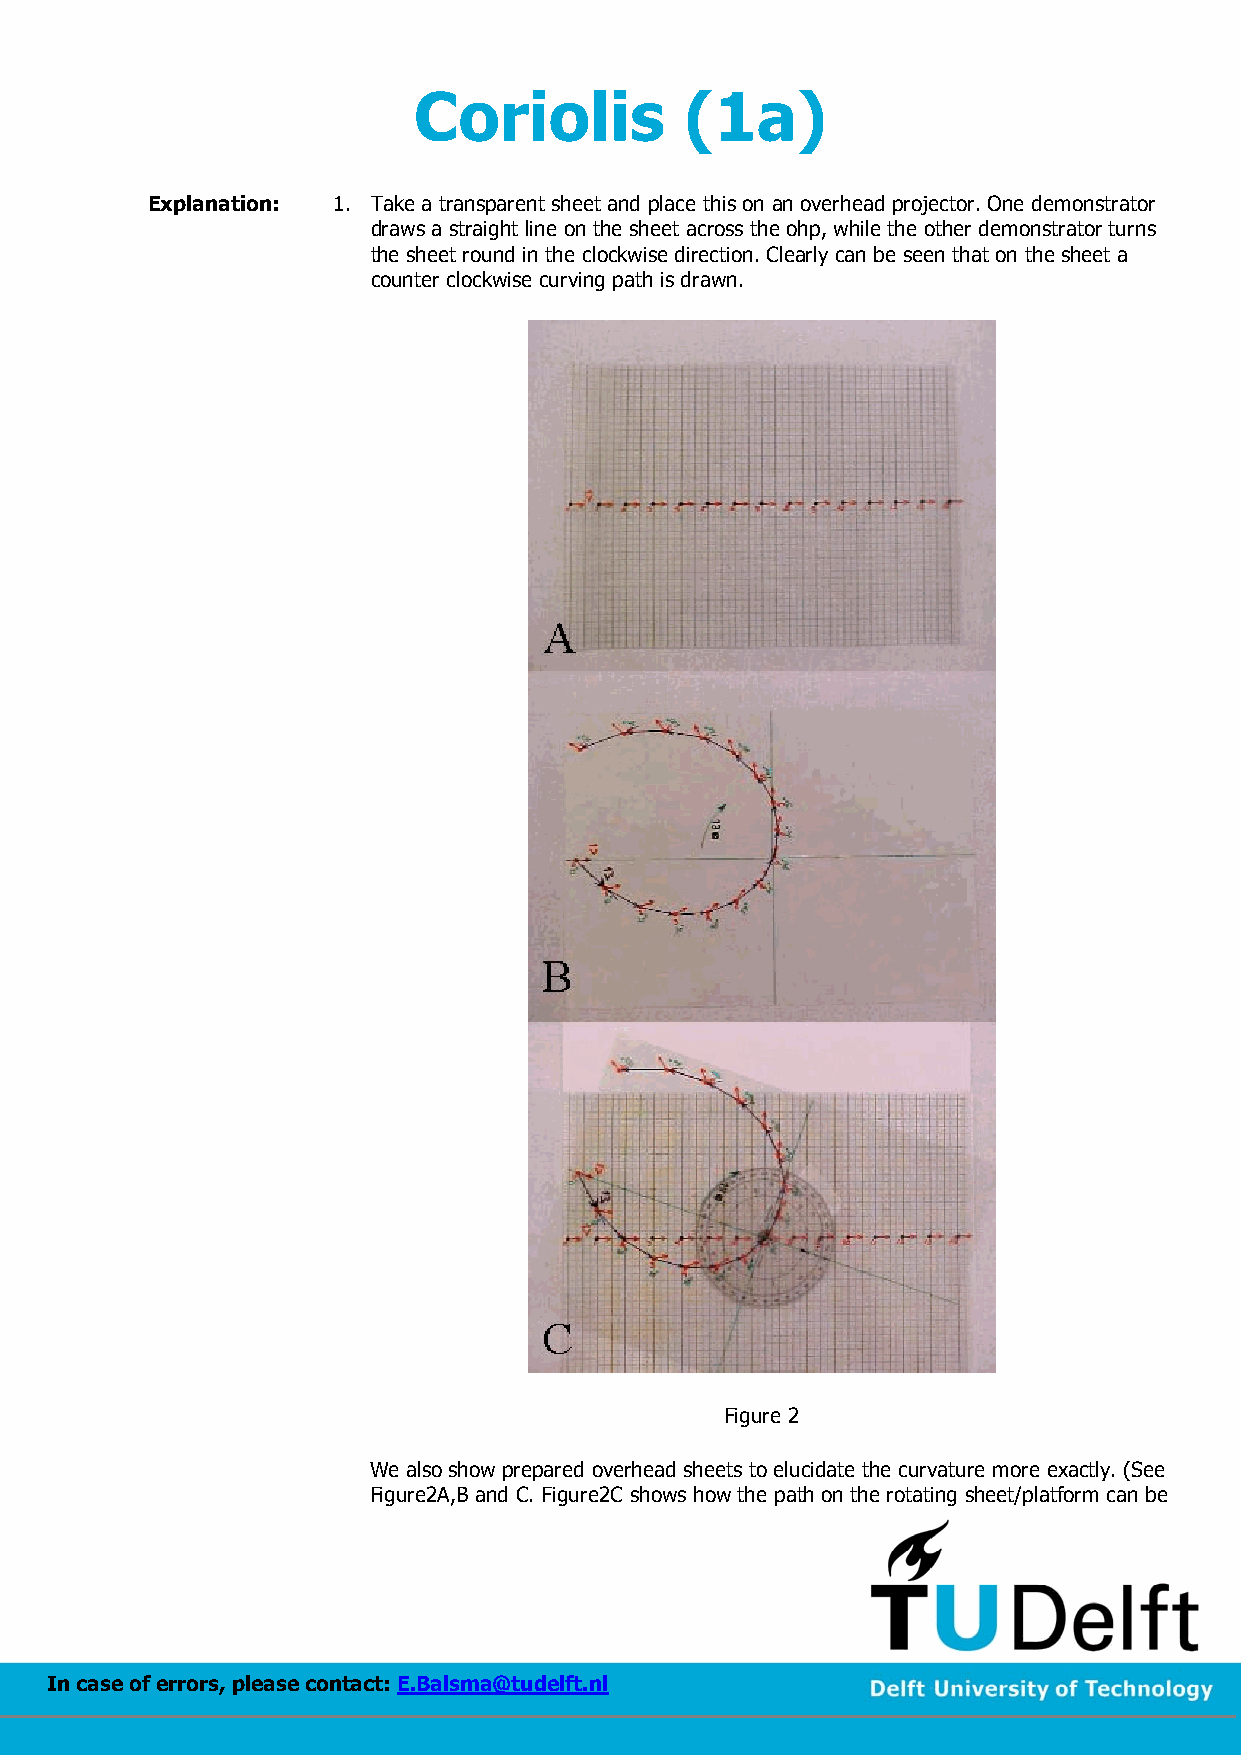 Coriolis (1a)
Explanation: 1. Take a transparent sheet and place this on an overhead projector. One demonstrator
draws a straight line on the sheet across the ohp, while the other demonstrator turns
the sheet round in the clockwise direction. Clearly can be seen that on the sheet a
counter clockwise curving path is drawn.
A
B
C
Figure 2
We also show prepared overhead sheets to elucidate the curvature more exactly. (See
Figure2A,B and C. Figure2C shows how the path on the rotating sheet/platform can be
TUDelft
In case of errors, please contact: E.Balsma@tudelft.nl
Delft University of Technology